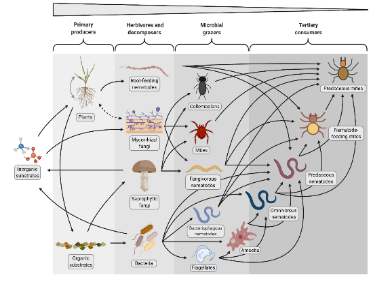 Primary
producers
Herbivores and
decomposers
Microbial
grazers
Tertiary
consumers
Root-feeding
nematodes
Plants
Collembolans
Predaceous mites
Mycorrhizal
fungi
Mites
Nematode-
feeding mites
Inorganic
substrates
Saprophytic
fungi
Fungivorous
nematodes
Predaceous
nematodes
Bacteriophagous
nematodes
Omnivorous
nematodes
Organic
substrates
Bacteria
Flagellates
Amoeba